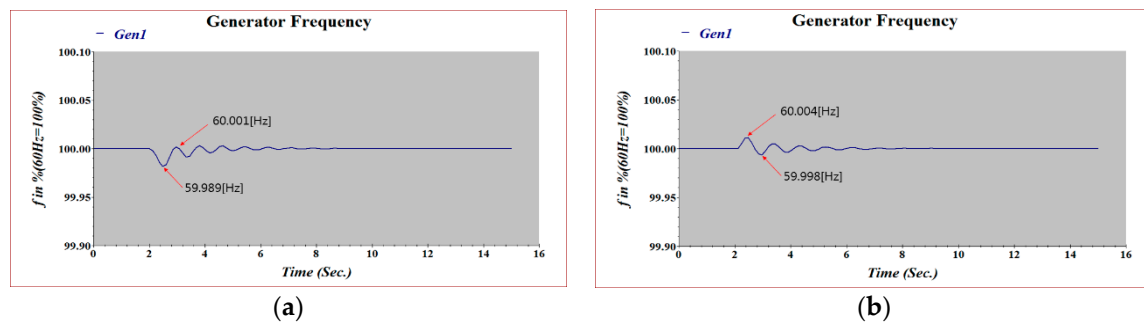 Generator Frequency
Gen1
f in %(60Hz=100%)
100.10
100.05
100.00
99.95
99.90
60.001[Hz]
59.989[Hz]
0 2 4 6 8 10 12 14 16
Time (Sec.)
(a)
Generator Frequency
Gen1
f in %(60Hz=100%)
100.10
100.05
100.00
99.95
99.90
60.004[Hz]
59.998[Hz]
0 2 4 6 8 10 12 14 16
Time (Sec.)
(b)